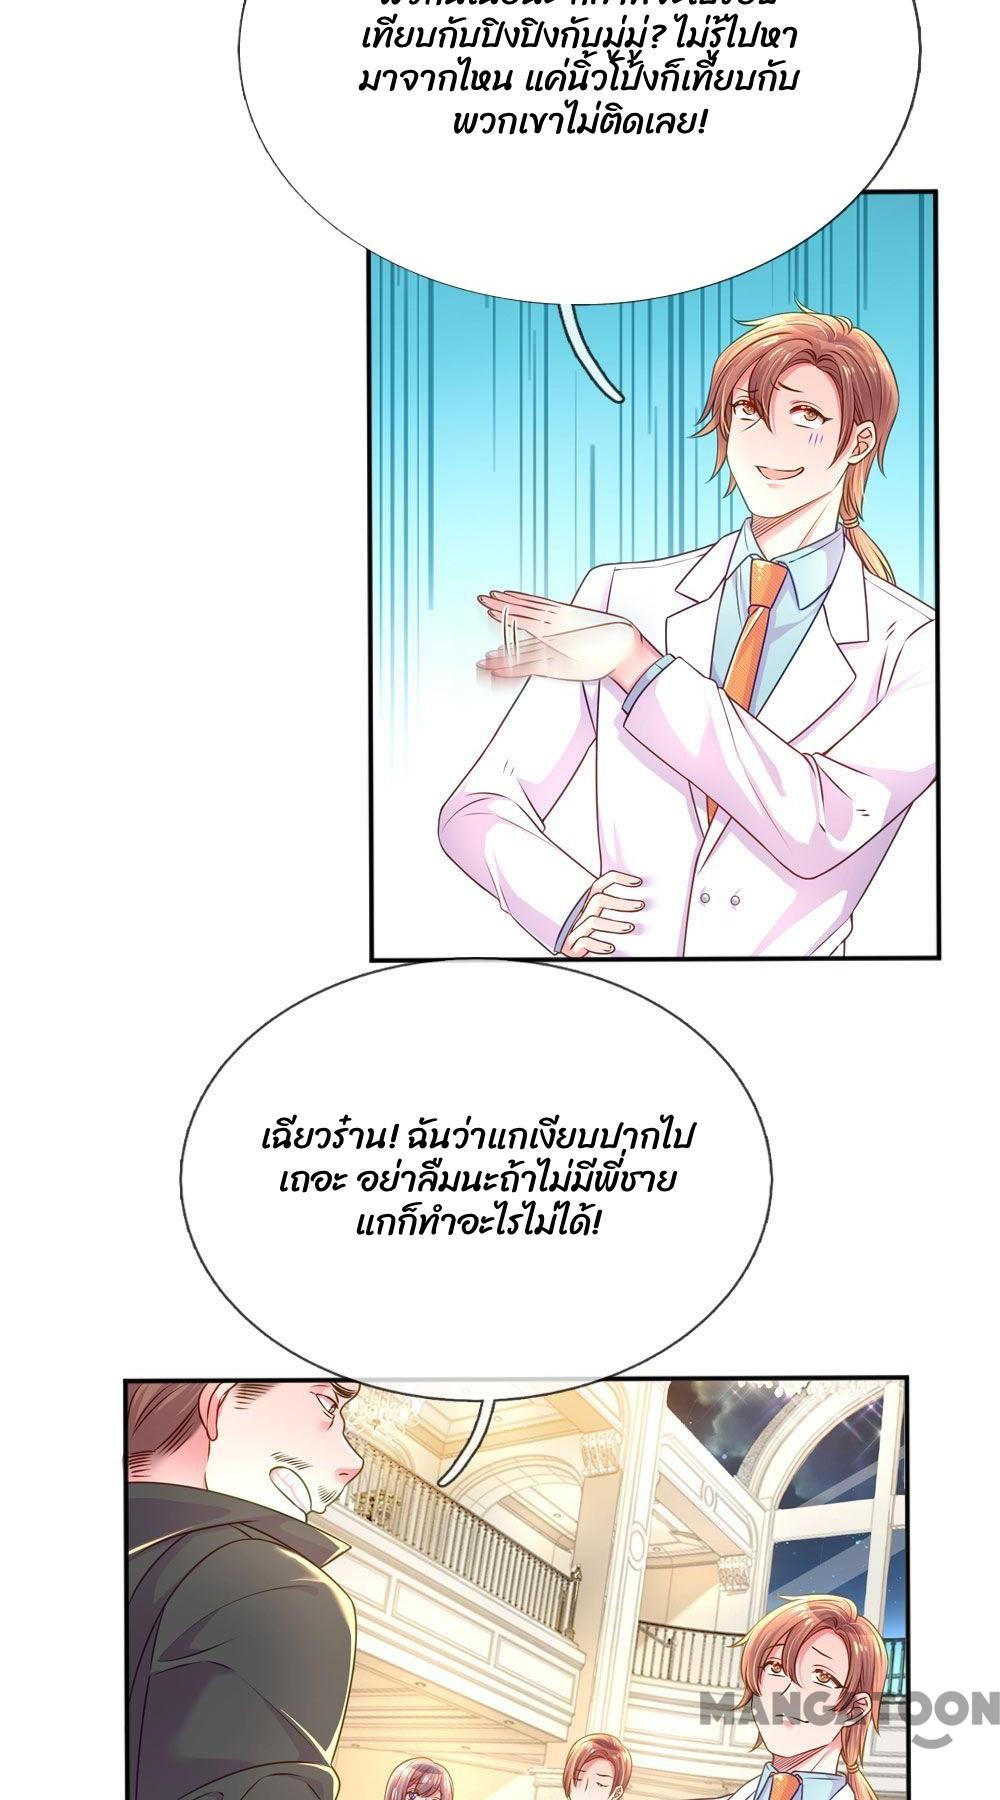 เทียบกับปิงปิงกับมู่มู่? ไม่รู้ไปหา
มาจากไหน แค่นิ้วโป้งก็เทียบกับ
พวกเขาไม่ติดเลย!
เฉียวร๋าน! ฉันว่าแกเงียบปากไป
เถอะ อย่าลืมนะถ้าไม่มีพี่ชาย
แกก็ทำอะไรไม่ได้!
MANGATOON